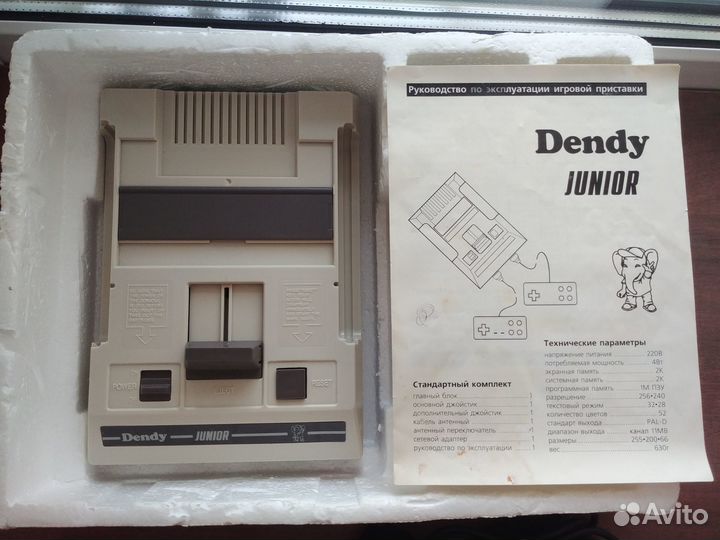 POWER
EJECT
RESET
Dendy JUNIOR
Руководство по эксплуатации игровой приставки
Dendy
JUNIOR
Стандартный комплект
главный блок 1
основной джойстик 1
дополнительный джойстик 1
кабель антенный 1
антенный переключатель 1
сетевой адаптер 1
руководство по эксплуатации 1
Технические параметры
напряжение питания 220В
потребляемая мощность 4Вт
экранная память 2К
системная память 2К
программная память 1М ПЗУ
разрешение 256*240
текстовый режим 32*28
количество цветов 52
стандарт выхода PAL-D
диапазон выхода канал 11МВ
размеры 255*200*66
вес 630г
Avito